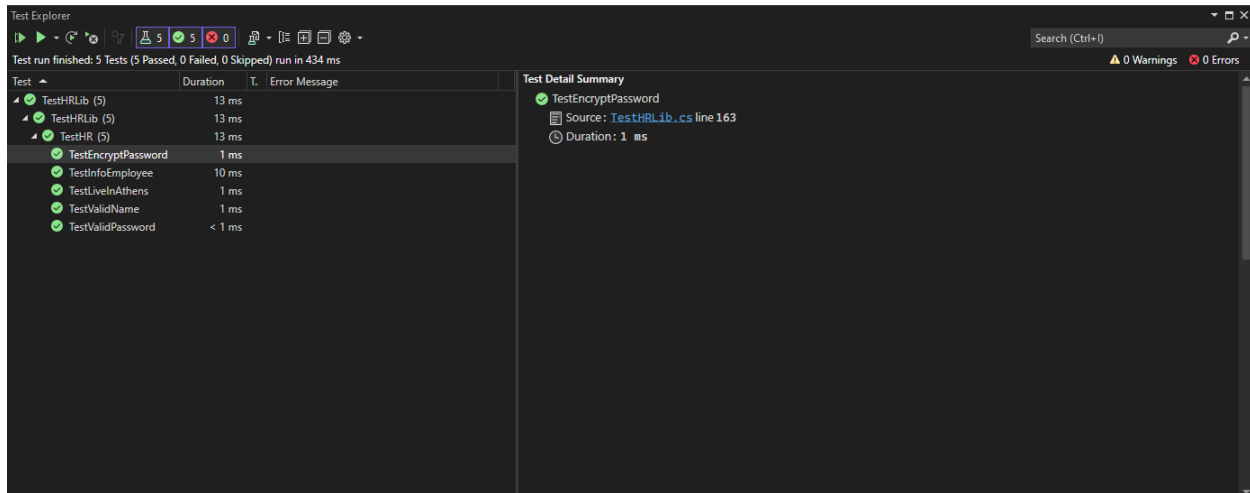 Test Explorer
5 5 0 Search (Ctrl+I)
Test run finished: 5 Tests (5 Passed, 0 Failed, 0 Skipped) run in 434 ms 0 Warnings 0 Errors
Test Duration T. Error Message Test Detail Summary
TestHRLib (5) 13 ms TestEncryptPassword
TestHRLib (5) 13 ms Source: TestHRLib.cs line 163
TestHR (5) 13 ms Duration: 1 ms
TestEncryptPassword 1 ms
TestInfoEmployee 10 ms
TestLiveInAthens 1 ms
TestValidName 1 ms
TestValidPassword < 1 ms